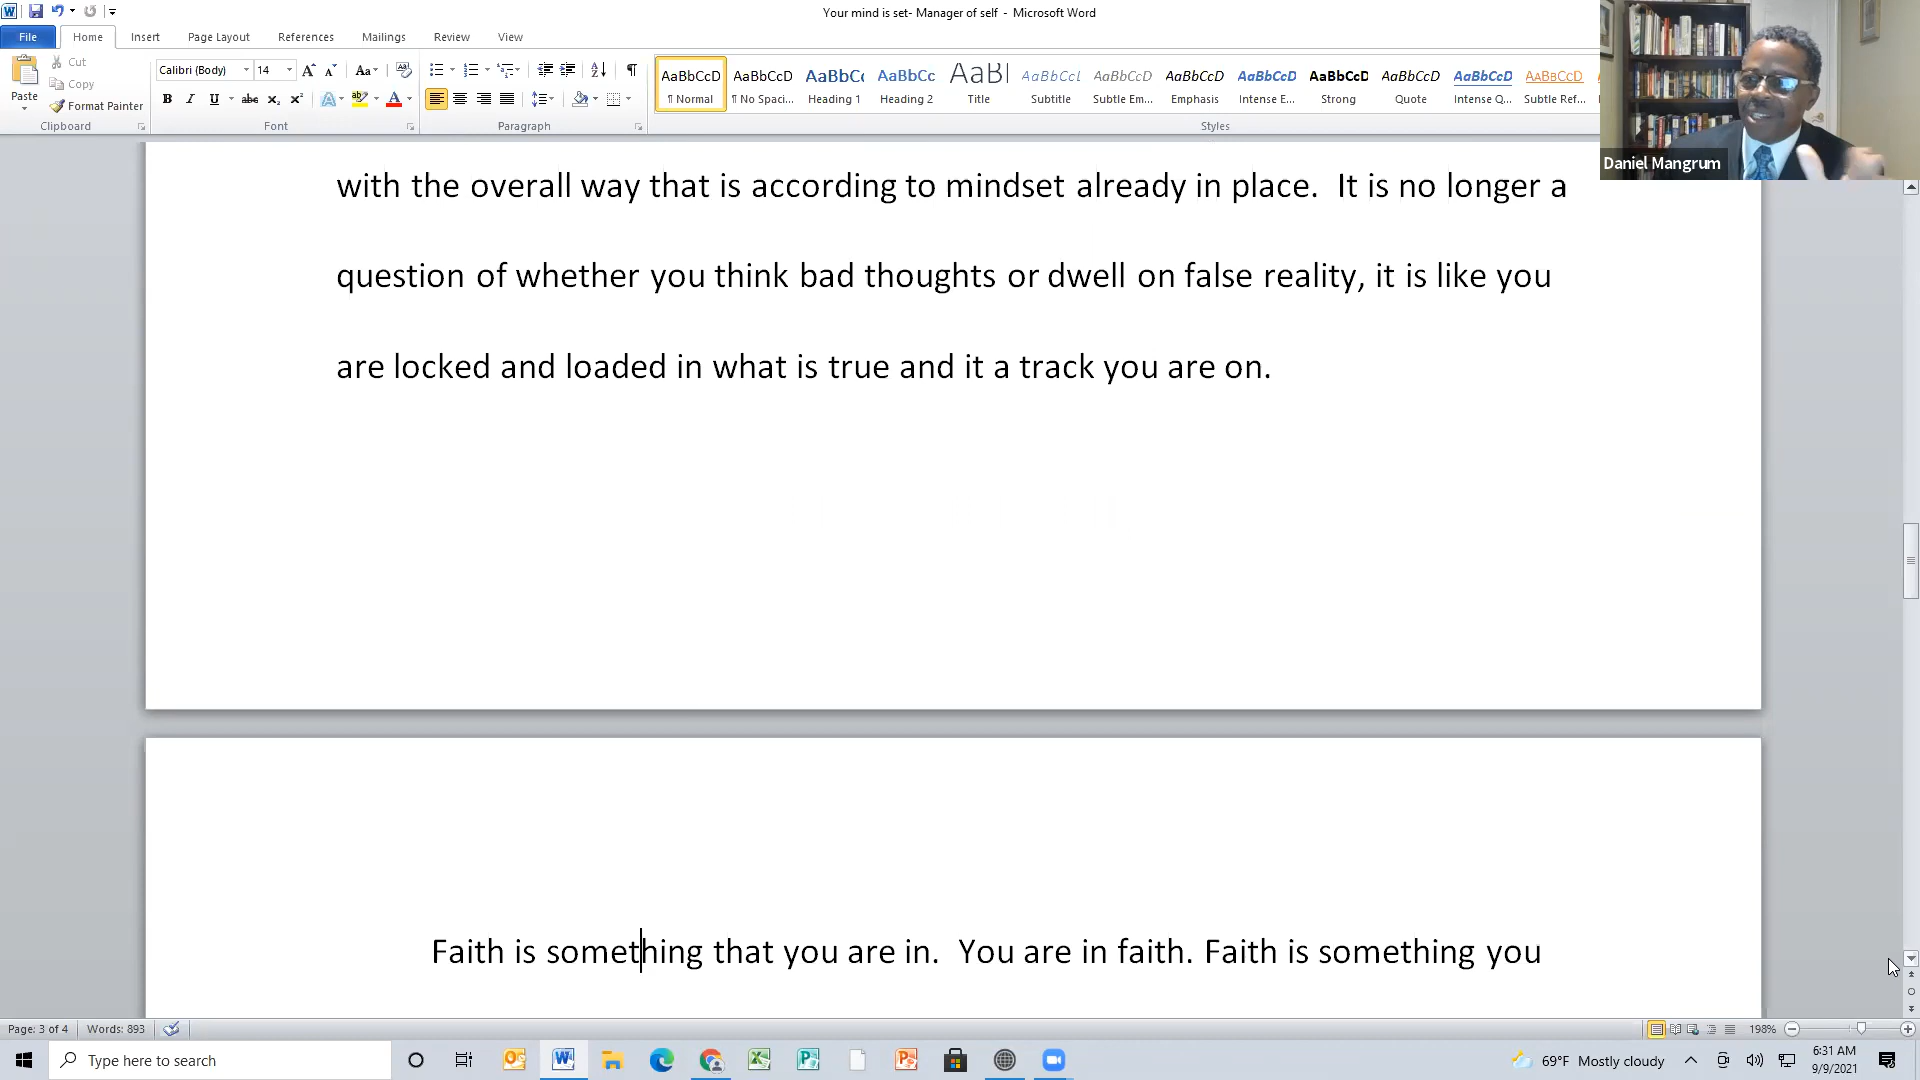 Your mind is set- Manager of self - Microsoft Word
File Home Insert Page Layout References Mailings Review View
Paste
Cut
Copy
Format Painter
Clipboard
Calibri (Body) 14
Font
Paragraph
AaBbCcD AaBbCcD AaBbCc AaBbCc AaBl AaBbCcL AaBbCcD AaBbCcD AaBbCcD AaBbCcD AaBbCcD AaBbCcD AaBbCcD
¶ Normal ¶ No Spaci... Heading 1 Heading 2 Title Subtitle Subtle Em... Emphasis Intense E... Strong Quote Intense Q... Subtle Ref...
Styles
Daniel Mangrum
with the overall way that is according to mindset already in place. It is no longer a
question of whether you think bad thoughts or dwell on false reality, it is like you
are locked and loaded in what is true and it a track you are on.
Faith is something that you are in. You are in faith. Faith is something you
Page: 3 of 4 Words: 893 198%
Type here to search
69°F Mostly cloudy
6:31 AM
9/9/2021